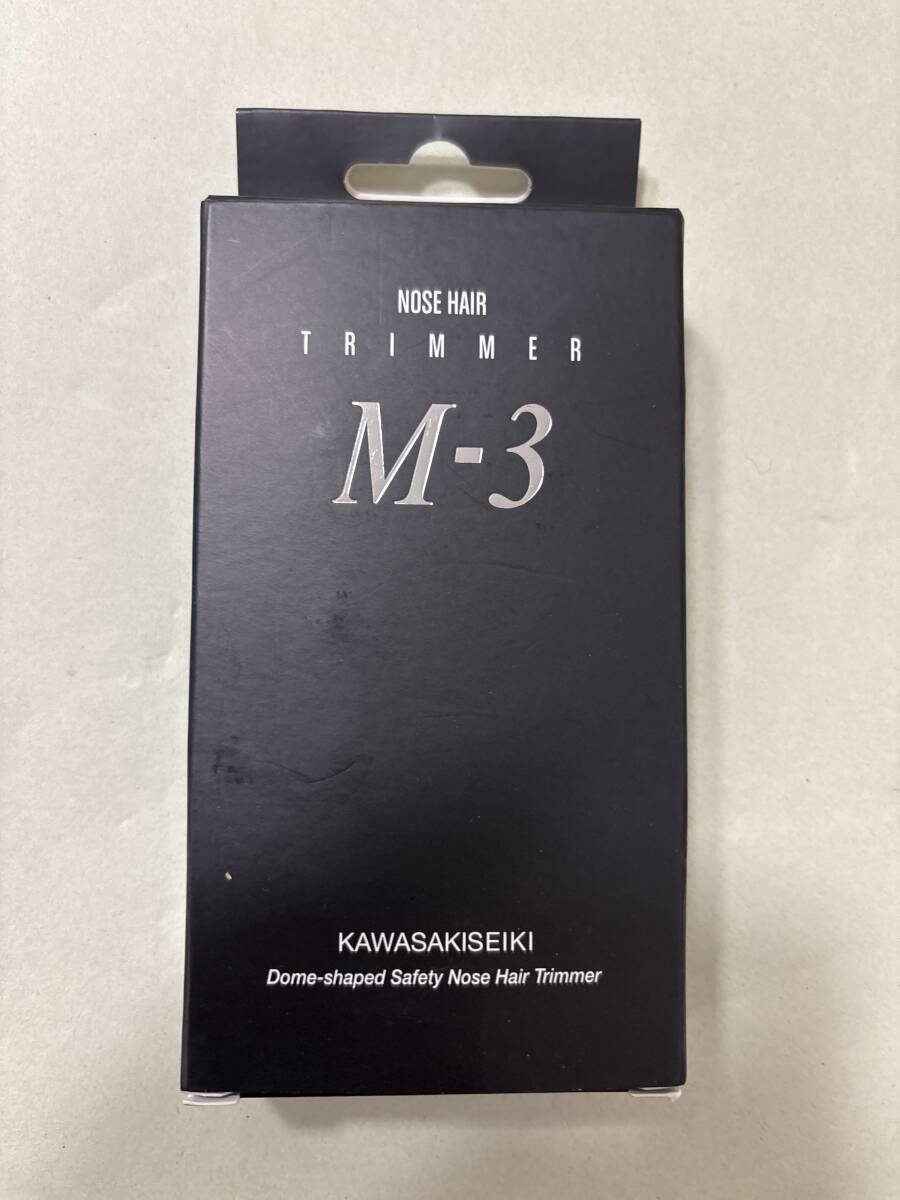 NOSE HAIR
TRIMMER
M-3
KAWASAKISEIKI
Dome-shaped Safety Nose Hair Trimmer